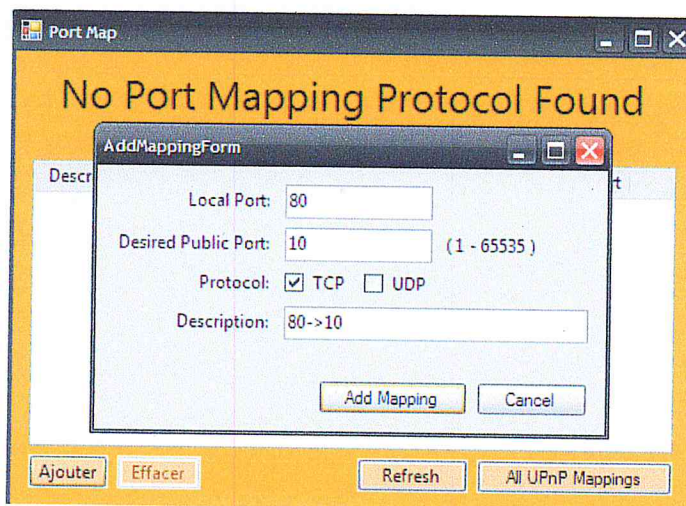 Port Map
No Port Mapping Protocol Found
AddMappingForm
Descr
t
Local Port: 80
Desired Public Port: 10 ( 1 - 65535 )
Protocol: TCP UDP
Description: 80->10
Add Mapping Cancel
Ajouter Effacer Refresh All UPnP Mappings